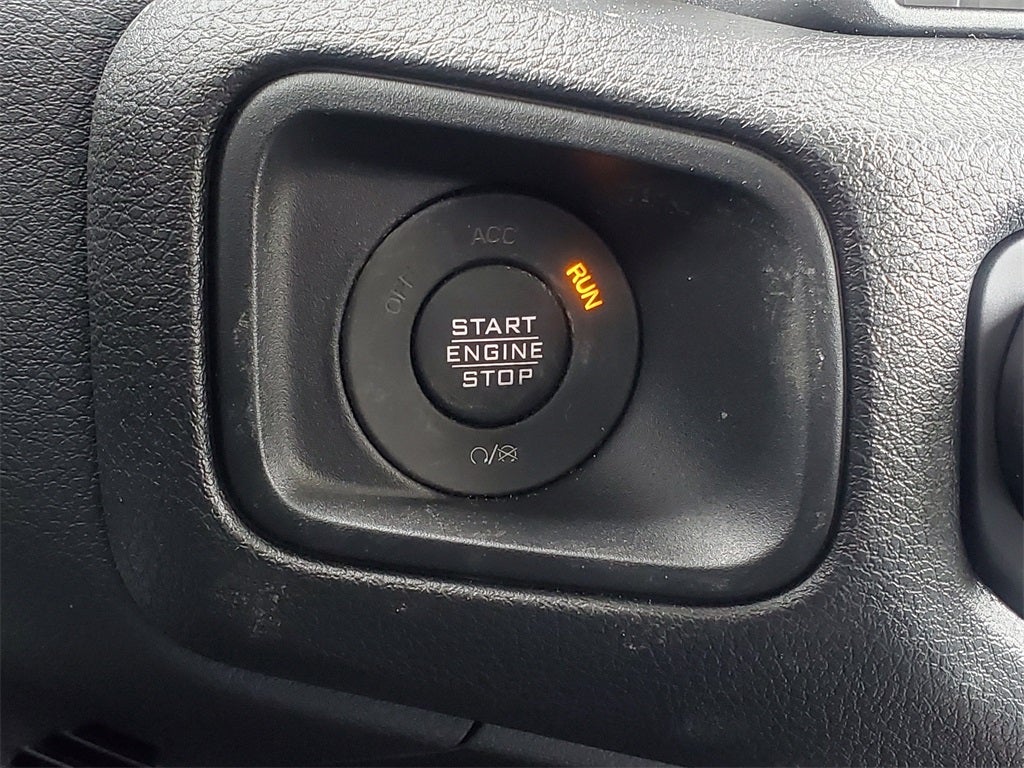 ACC
OFF
RUN
START
ENGINE
STOP